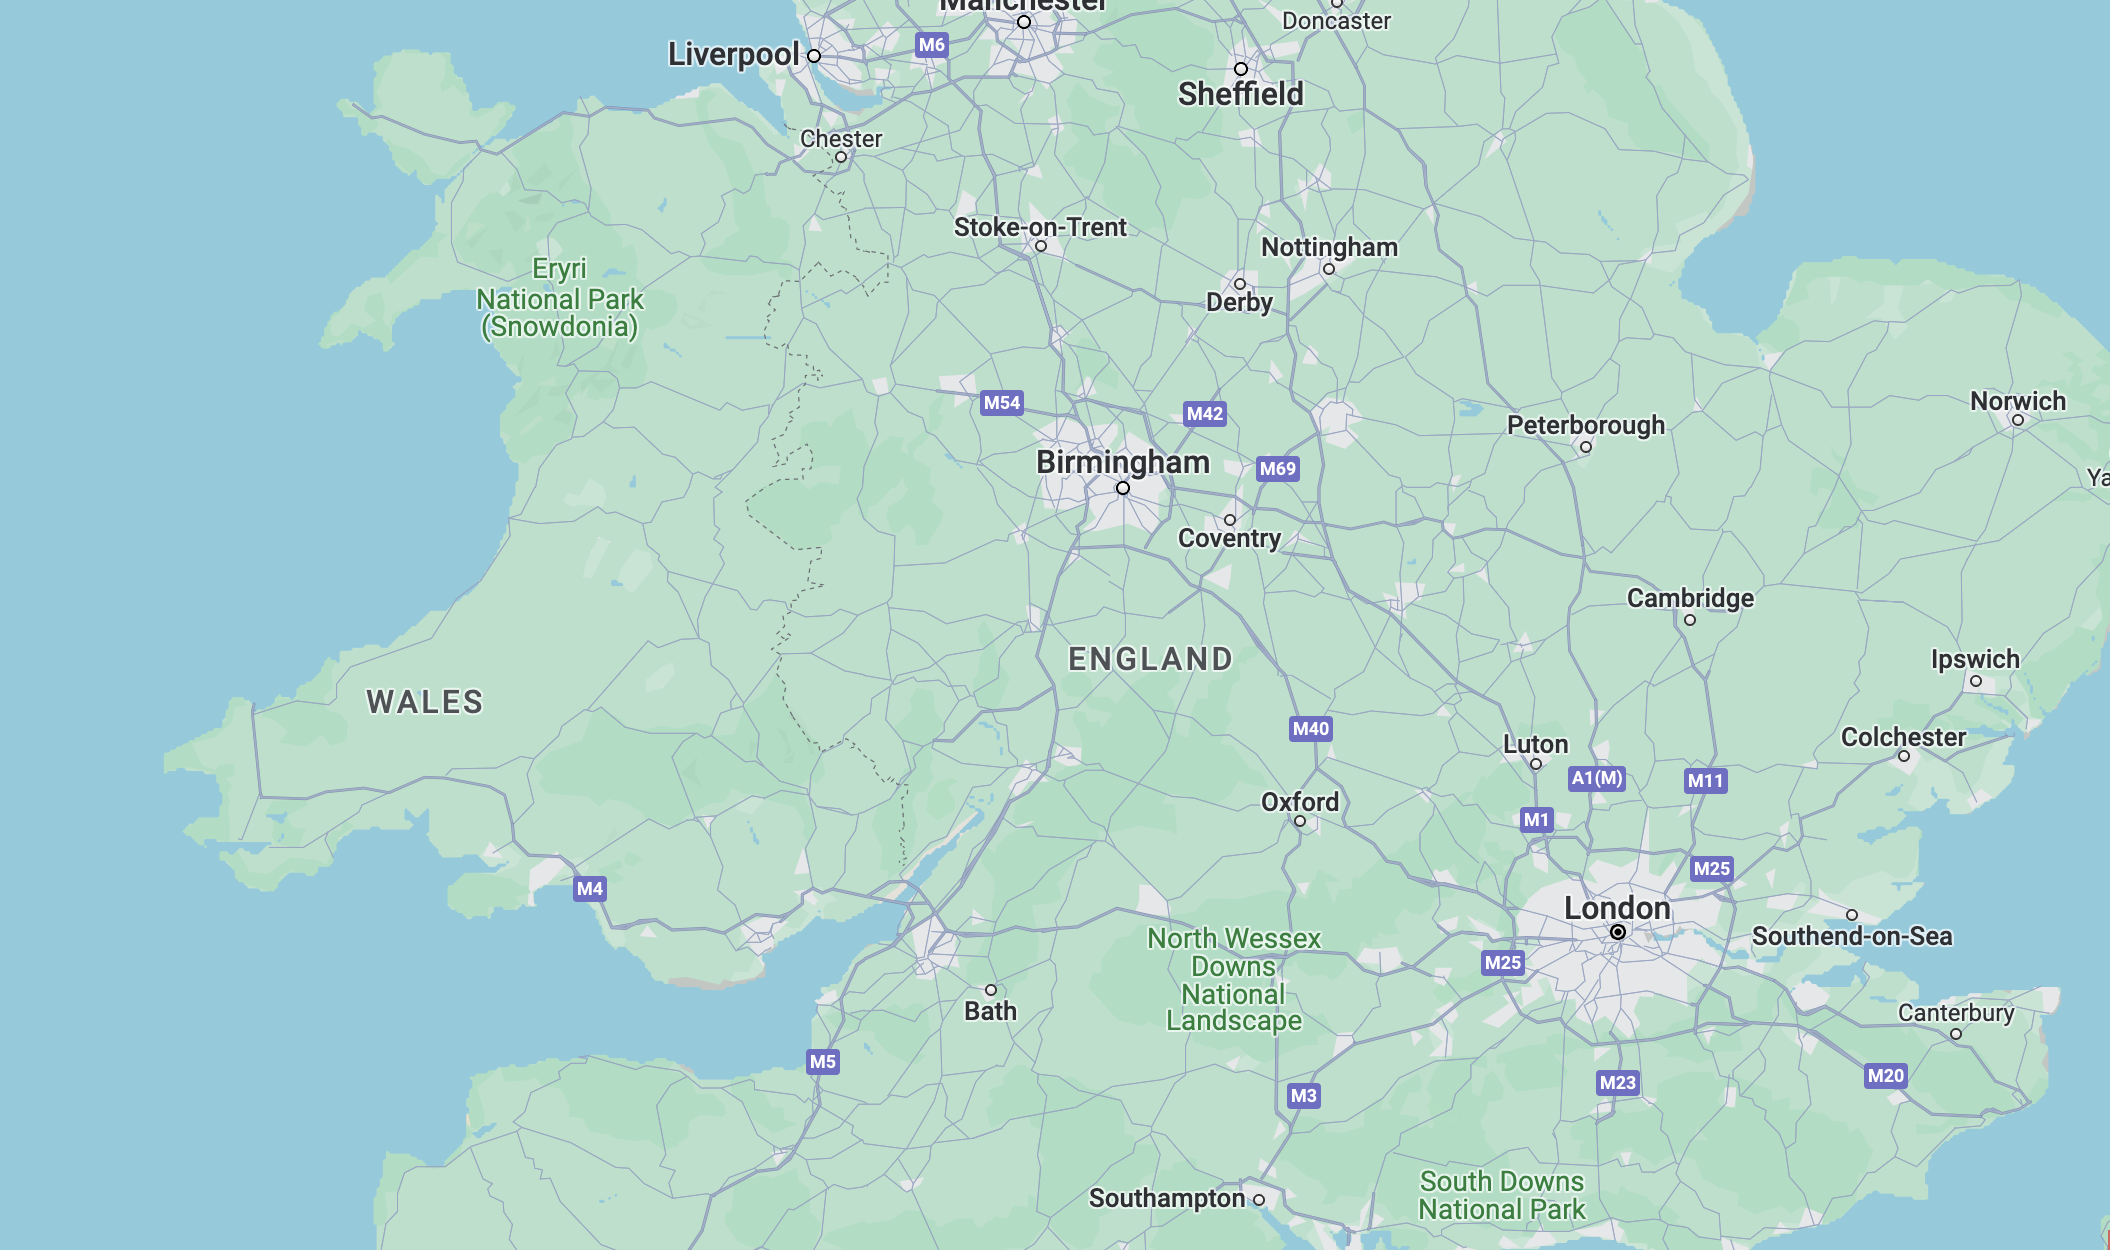 Manchester
Doncaster
Liverpool
M6
Sheffield
Chester
Stoke-on-Trent
Nottingham
Derby
Eryri
National Park
(Snowdonia)
M54
M42
Norwich
Peterborough
Birmingham
M69
Ya
Coventry
Cambridge
ENGLAND
Ipswich
WALES
M40
Luton
Colchester
A1(M)
M11
Oxford
M1
M25
M4
London
Southend-on-Sea
North Wessex
Downs
National
Landscape
M25
Bath
Canterbury
M5
M20
M23
M3
South Downs
National Park
Southampton